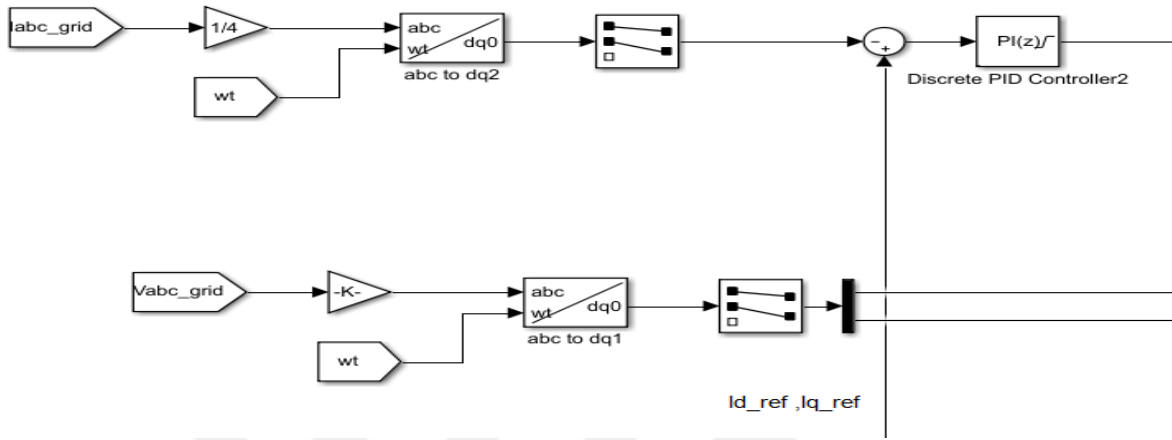 Iabc_grid
1/4
abc
wt
dq0
abc to dq2
wt
-
+
PI(z)
Discrete PID Controller2
Vabc_grid
-K-
abc
wt
dq0
abc to dq1
wt
Id_ref ,Iq_ref